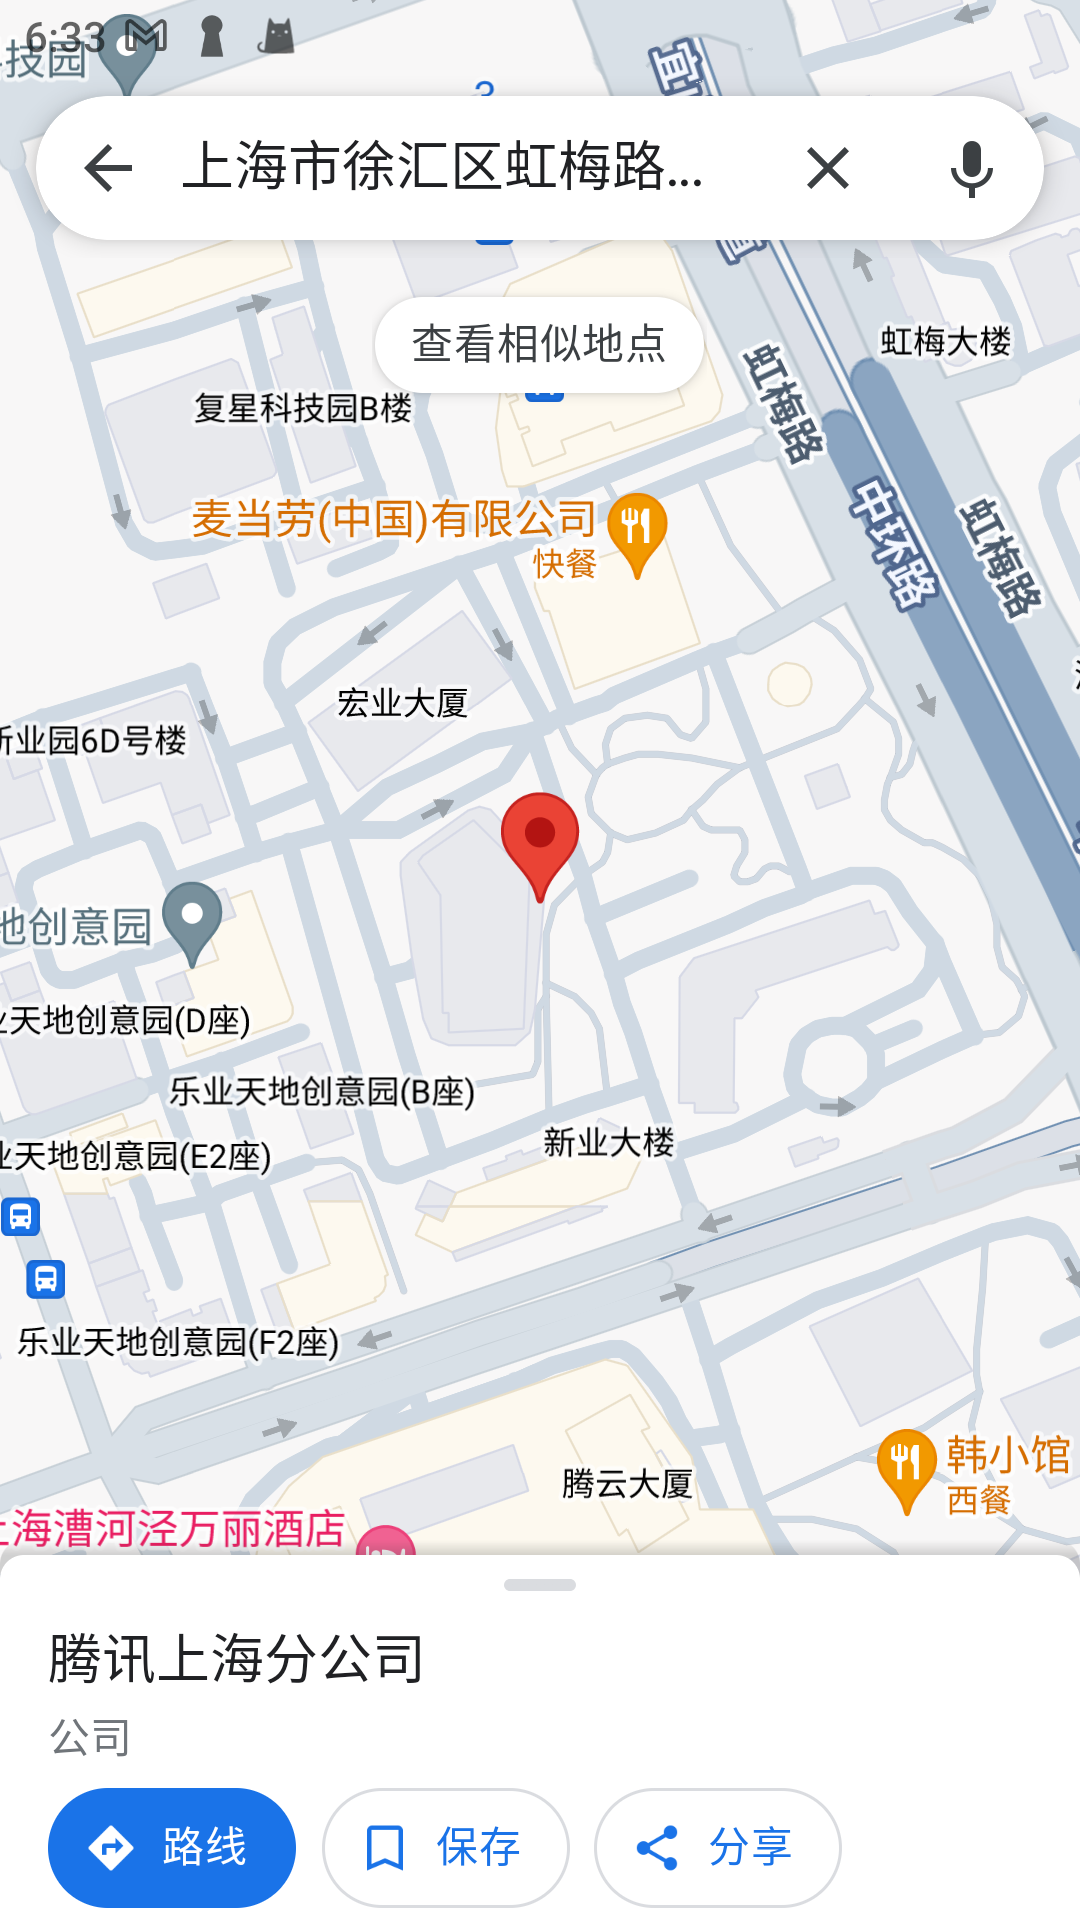 6:33
技园
上海市徐汇区虹梅路...
查看相似地点
虹梅大楼
虹梅路
复星科技园B楼
中环路
虹梅路
麦当劳(中国)有限公司
快餐
宏业大厦
新业园6D号楼
地创意园
业天地创意园(D座)
乐业天地创意园(B座)
新业大楼
业天地创意园(E2座)
乐业天地创意园(F2座)
韩小馆
西餐
腾云大厦
上海漕河泾万丽酒店
腾讯上海分公司
公司
路线
保存
分享